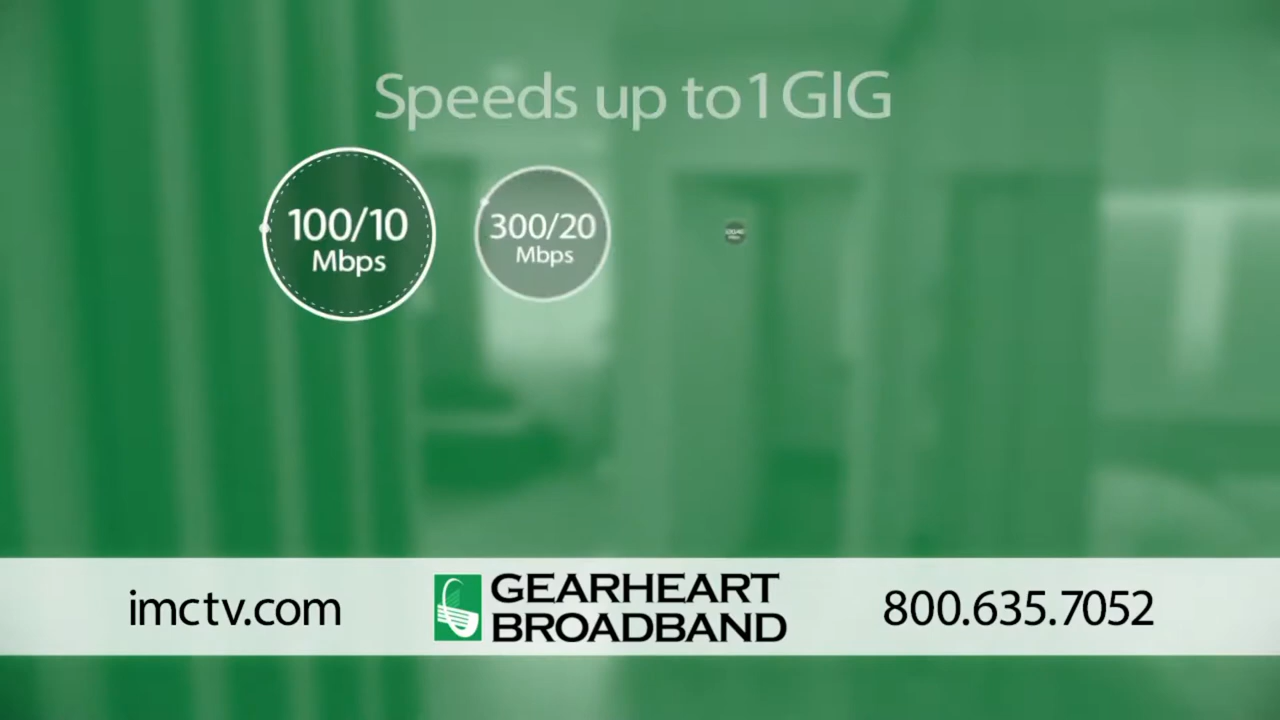 Speeds up to 1 GIG
100/10
Mbps
300/20
Mbps
imctv.com
GEARHEART
BROADBAND
800.635.7052